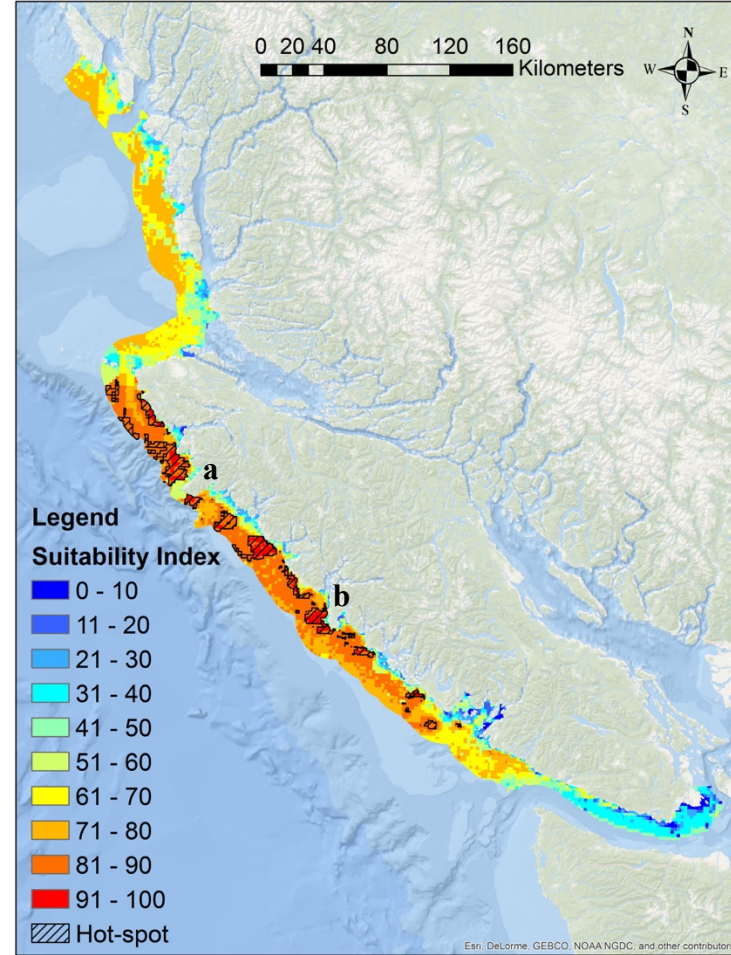 N
0 20 40 80 120 160
Kilometers
W E
S
a
b
Legend
Suitability Index
0 - 10
11 - 20
21 - 30
31 - 40
41 - 50
51 - 60
61 - 70
71 - 80
81 - 90
91 - 100
Hot-spot
Esri, DeLorme, GEBCO, NOAA NGDC, and other contributors